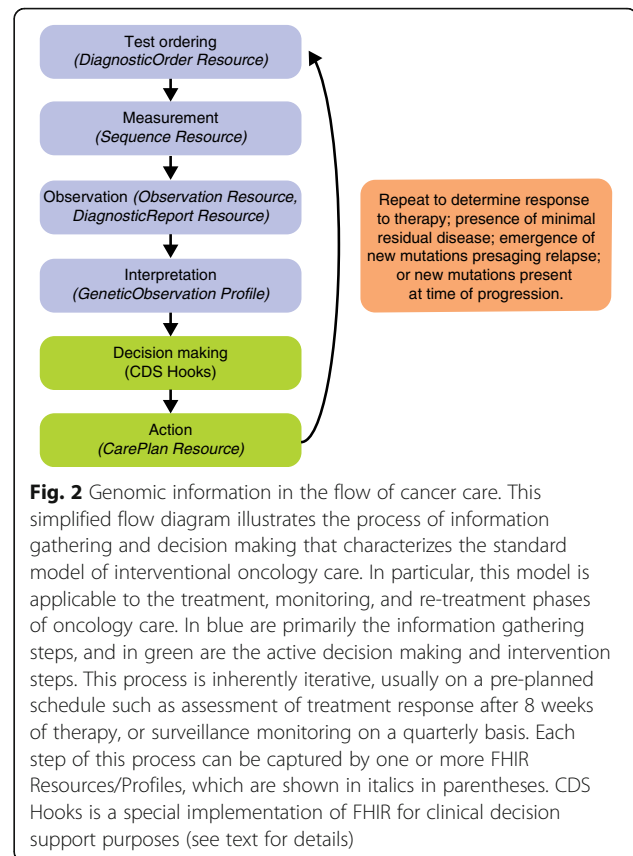 Test ordering
(DiagnosticOrder Resource)
Measurement
(Sequence Resource)
Observation (Observation Resource,
DiagnosticReport Resource)
Interpretation
(GeneticObservation Profile)
Decision making
(CDS Hooks)
Action
(CarePlan Resource)
Repeat to determine response
to therapy; presence of minimal
residual disease; emergence of
new mutations presaging relapse;
or new mutations present
at time of progression.
Fig. 2 Genomic information in the flow of cancer care. This
simplified flow diagram illustrates the process of information
gathering and decision making that characterizes the standard
model of interventional oncology care. In particular, this model is
applicable to the treatment, monitoring, and re-treatment phases
of oncology care. In blue are primarily the information gathering
steps, and in green are the active decision making and intervention
steps. This process is inherently iterative, usually on a pre-planned
schedule such as assessment of treatment response after 8 weeks
of therapy, or surveillance monitoring on a quarterly basis. Each
step of this process can be captured by one or more FHIR
Resources/Profiles, which are shown in italics in parentheses. CDS
Hooks is a special implementation of FHIR for clinical decision
support purposes (see text for details)